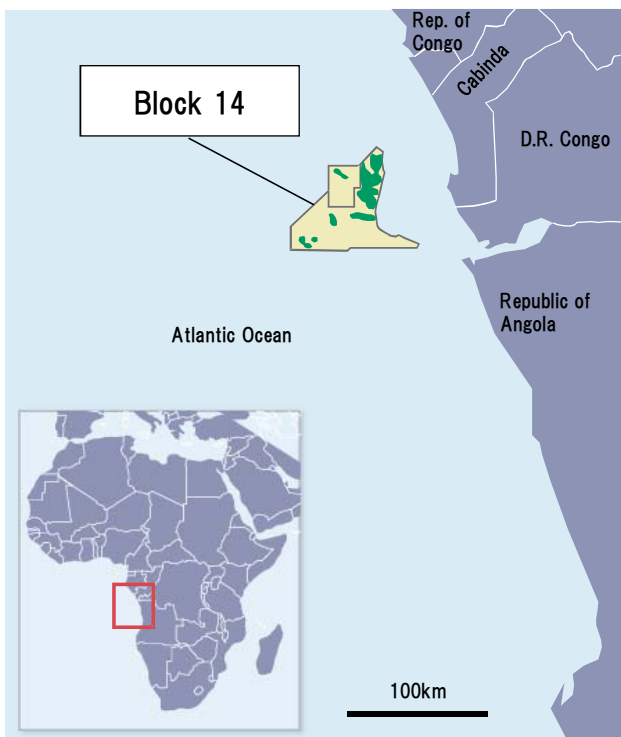 Rep. of
Congo
Cabinda
Block 14
D.R. Congo
Republic of
Angola
Atlantic Ocean
100km